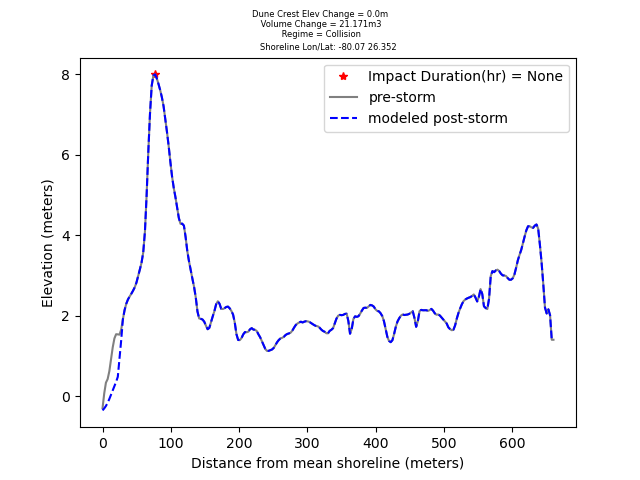 Dune Crest Elev Change = 0.0m
Volume Change = 21.171m3
Regime = Collision
Shoreline Lon/Lat: -80.07 26.352
Impact Duration(hr) = None
pre-storm
modeled post-storm
Elevation (meters)
8
6
4
2
0
0 100 200 300 400 500 600
Distance from mean shoreline (meters)